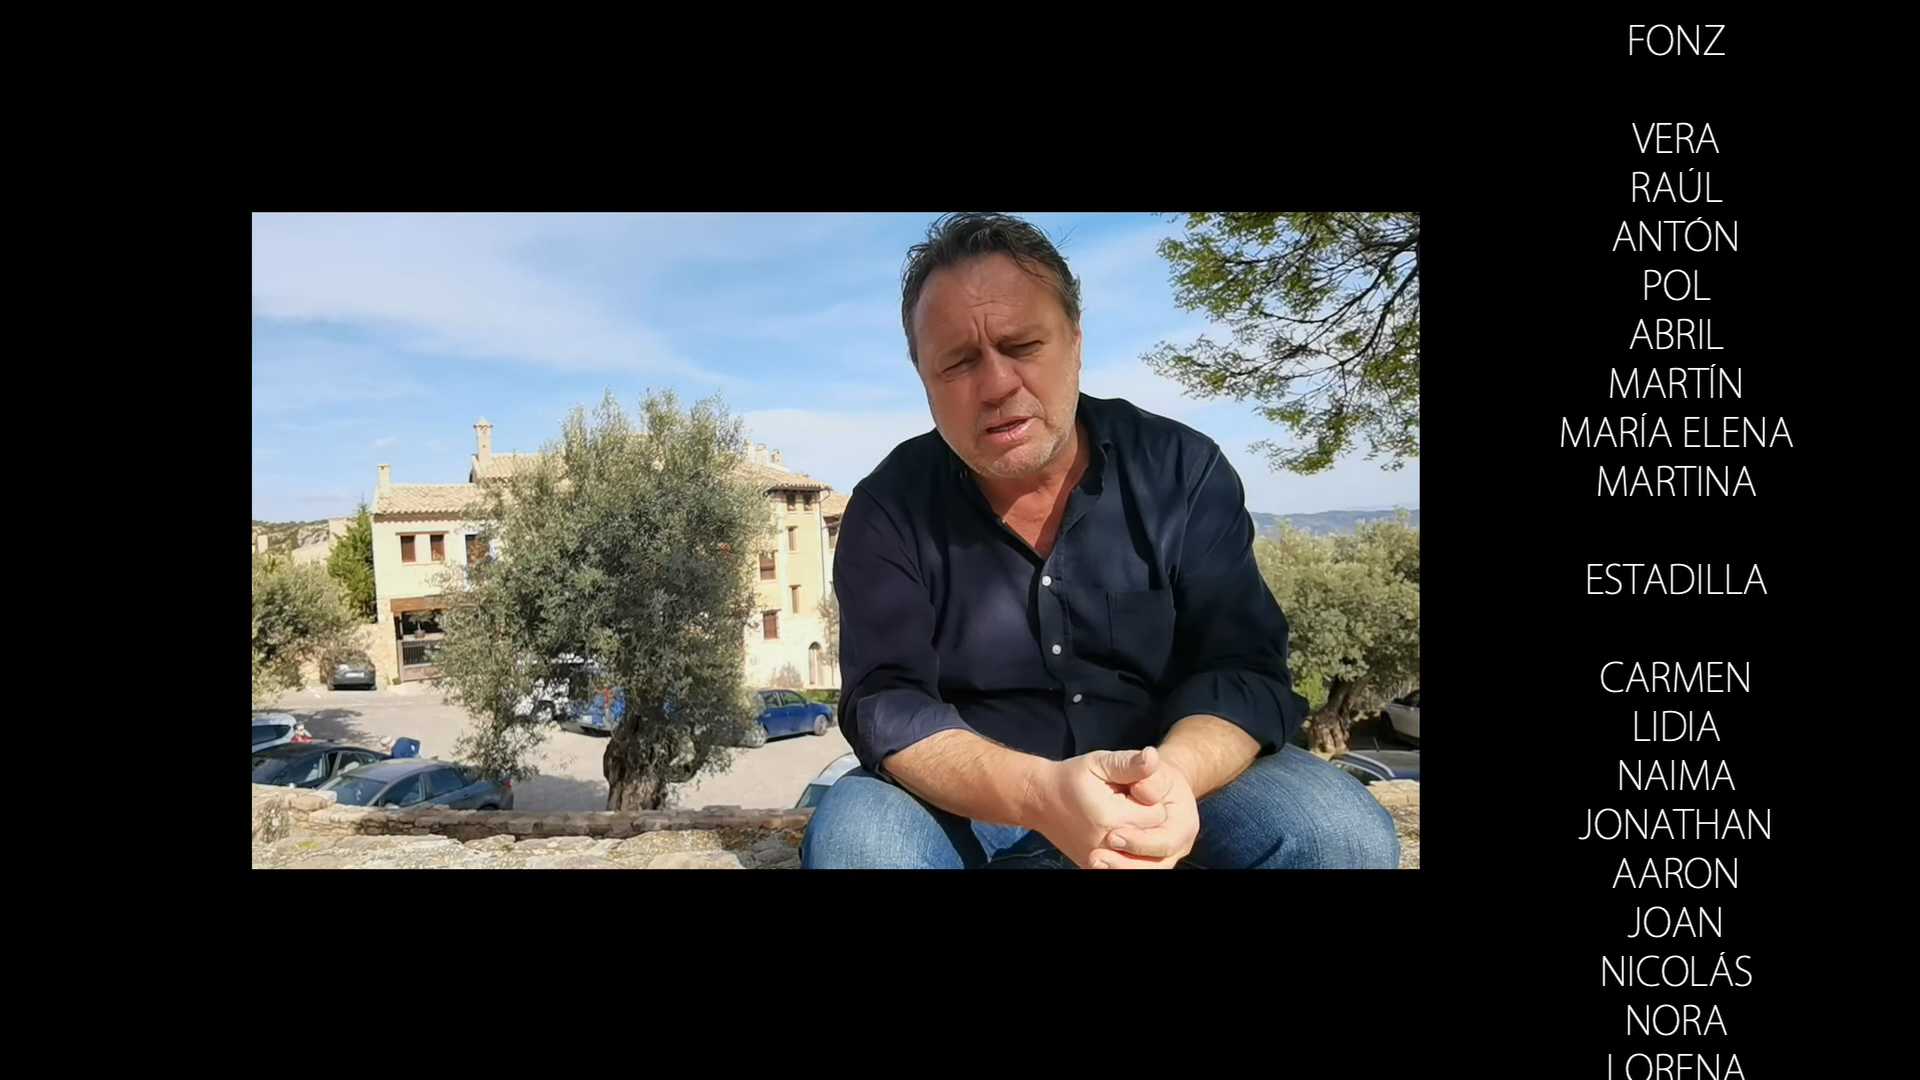 FONZ
VERA
RAÚL
ANTÓN
POL
ABRIL
MARTÍN
MARÍA ELENA
MARTINA
ESTADILLA
CARMEN
LIDIA
NAIMA
JONATHAN
AARON
JOAN
NICOLÁS
NORA
LORENA